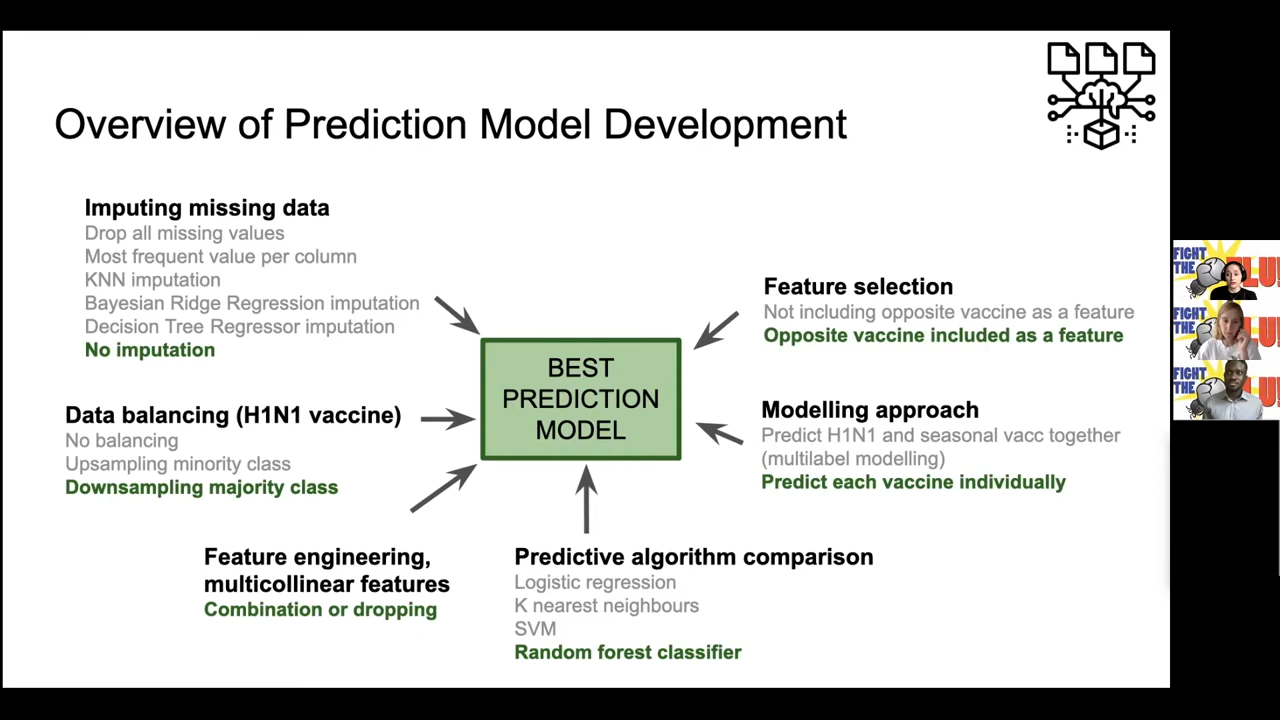 Overview of Prediction Model Development
Imputing missing data
Drop all missing values
Most frequent value per column
KNN imputation
Bayesian Ridge Regression imputation
Decision Tree Regressor imputation
No imputation
Data balancing (H1N1 vaccine)
No balancing
Upsampling minority class
Downsampling majority class
Feature engineering,
multicollinear features
Combination or dropping
BEST
PREDICTION
MODEL
Predictive algorithm comparison
Logistic regression
K nearest neighbours
SVM
Random forest classifier
Feature selection
Not including opposite vaccine as a feature
Opposite vaccine included as a feature
Modelling approach
Predict H1N1 and seasonal vacc together
(multilabel modelling)
Predict each vaccine individually
FIGHT
THE
FIGHT
THE
FIGHT
THE